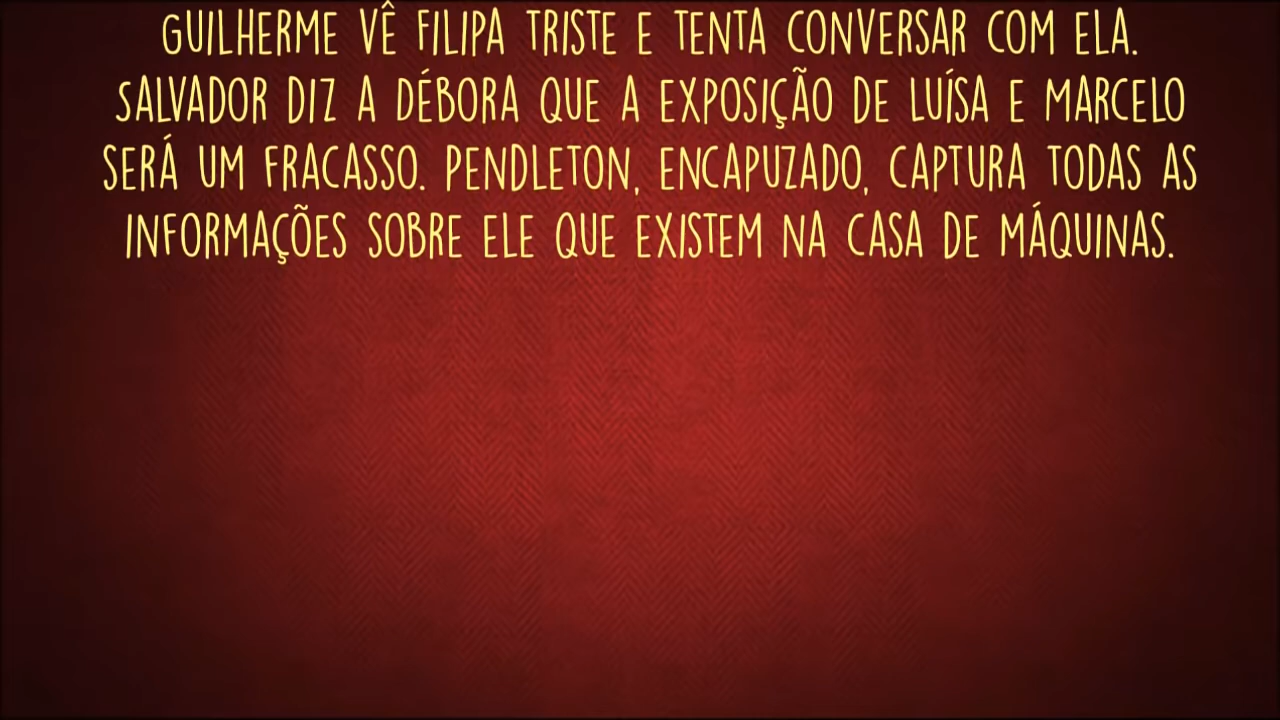 GUILHERME VÊ FILIPA TRISTE E TENTA CONVERSAR COM ELA.
SALVADOR DIZ A DÉBORA QUE A EXPOSIÇÃO DE LUÍSA E MARCELO
SERÁ UM FRACASSO. PENDLETON, ENCAPUZADO, CAPTURA TODAS AS
INFORMAÇÕES SOBRE ELE QUE EXISTEM NA CASA DE MÁQUINAS.